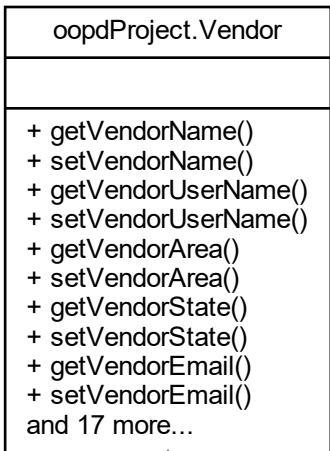 oopdProject.Vendor
+ getVendorName()
+ setVendorName()
+ getVendorUserName()
+ setVendorUserName()
+ getVendorArea()
+ setVendorArea()
+ getVendorState()
+ setVendorState()
+ getVendorEmail()
+ setVendorEmail()
and 17 more...